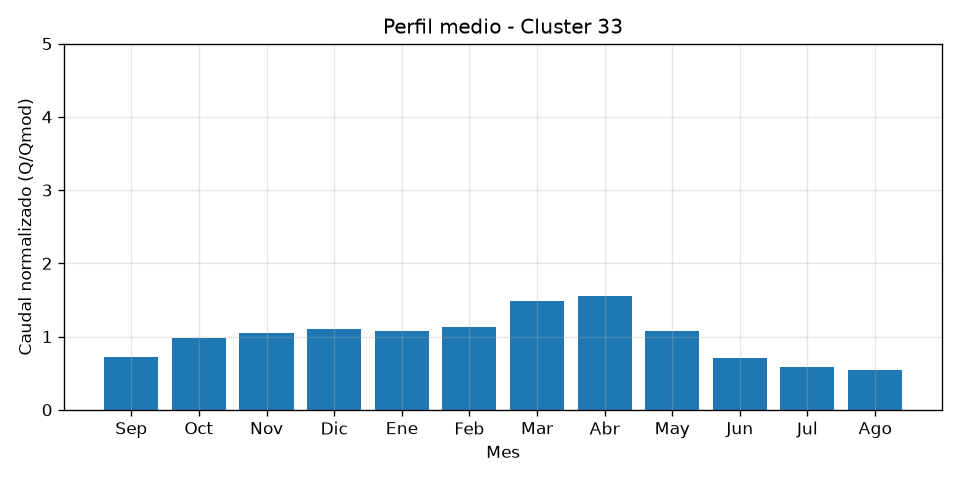 Perfil medio - Cluster 33
Caudal normalizado (Q/Qmod)
5
4
3
2
1
0
Sep Oct Nov Dic Ene Feb Mar Abr May Jun Jul Ago
Mes